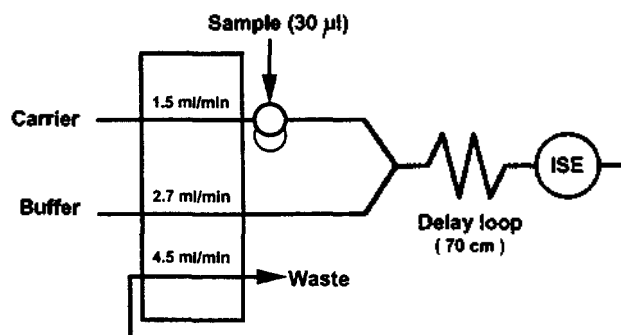 Sample (30 µl)
Carrier
1.5 ml/min
Buffer
2.7 ml/min
4.5 ml/min
Waste
ISE
Delay loop
( 70 cm )